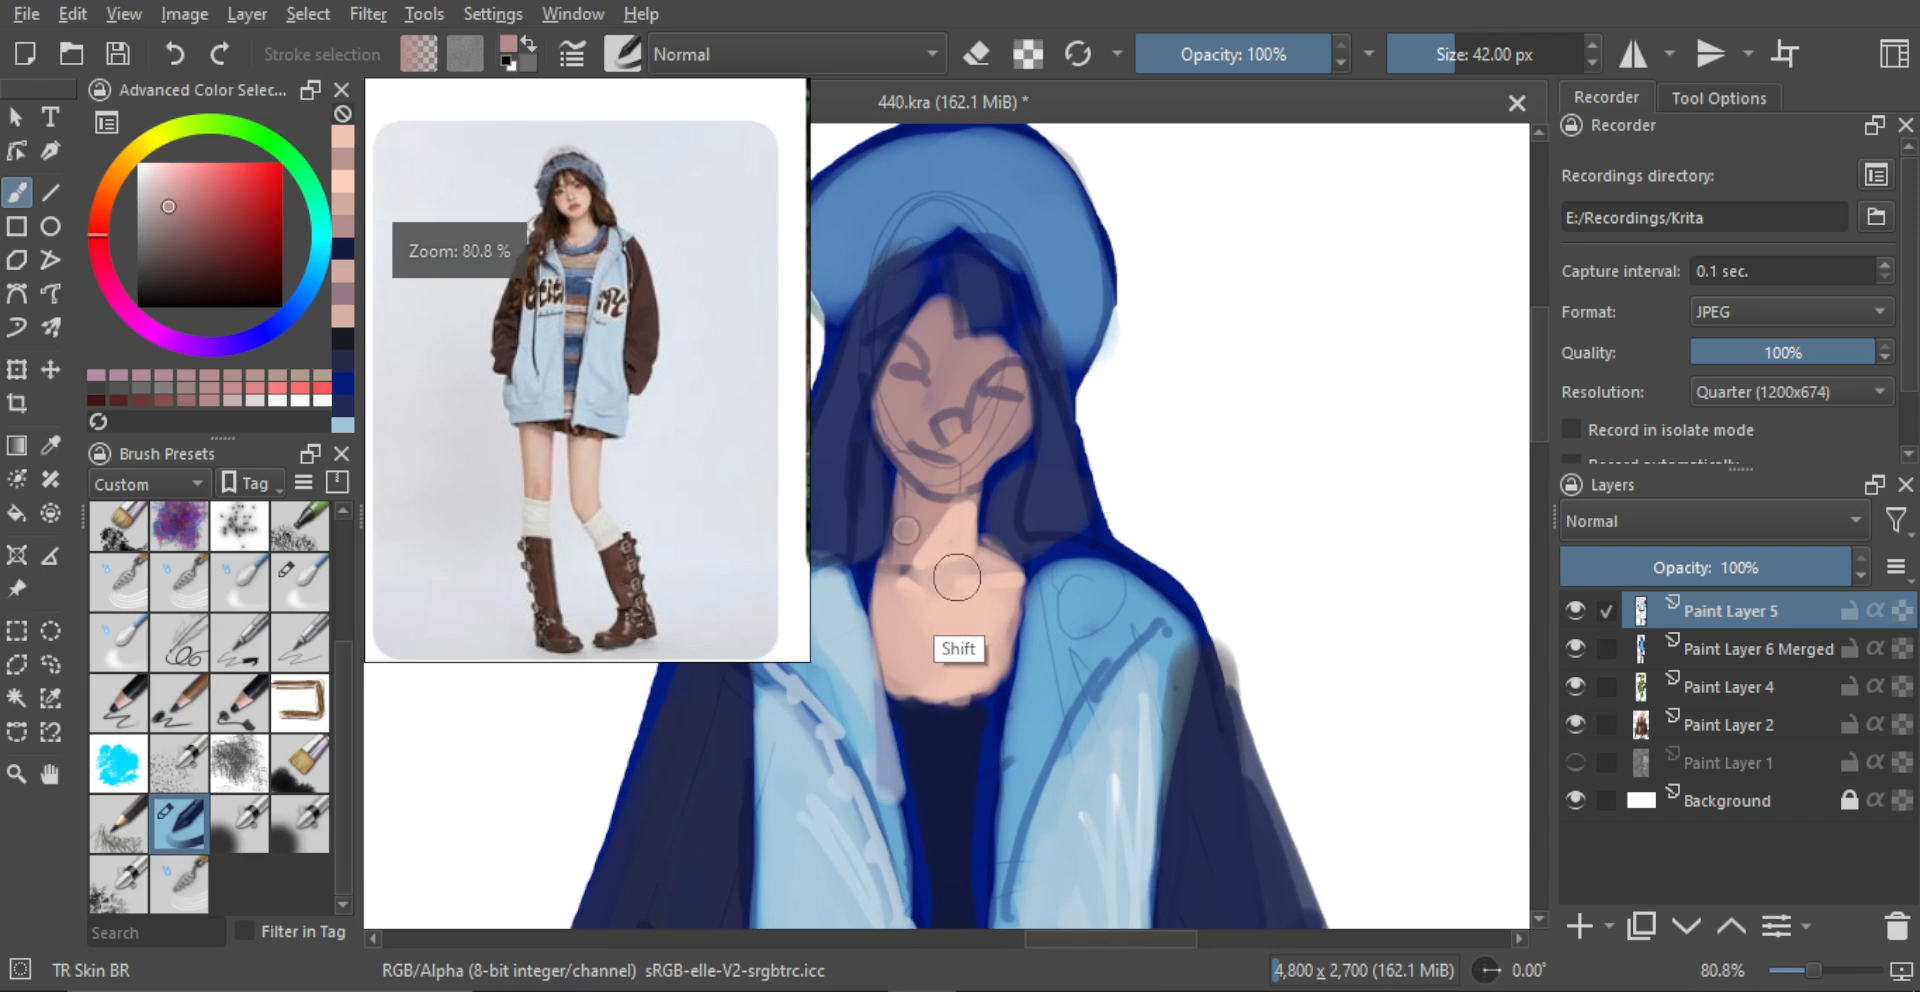 File Edit View Image Layer Select Filter Tools Settings Window Help
Stroke selection Normal Opacity: 100% Size: 42.00 px
Advanced Color Selec...
440.kra (162.1 MiB) *
Zoom: 80.8 %
Shift
Brush Presets
Custom Tag
Search Filter in Tag
Recorder Tool Options
Recorder
Recordings directory:
E:/Recordings/Krita
Capture interval: 0.1 sec.
Format: JPEG
Quality: 100%
Resolution: Quarter (1200x674)
Record in isolate mode
Layers
Normal
Opacity: 100%
Paint Layer 5
Paint Layer 6 Merged
Paint Layer 4
Paint Layer 2
Paint Layer 1
Background
TR Skin BR RGB/Alpha (8-bit integer/channel) sRGB-elle-V2-srgbtrc.icc 4,800 x 2,700 (162.1 MiB) 0.00° 80.8%